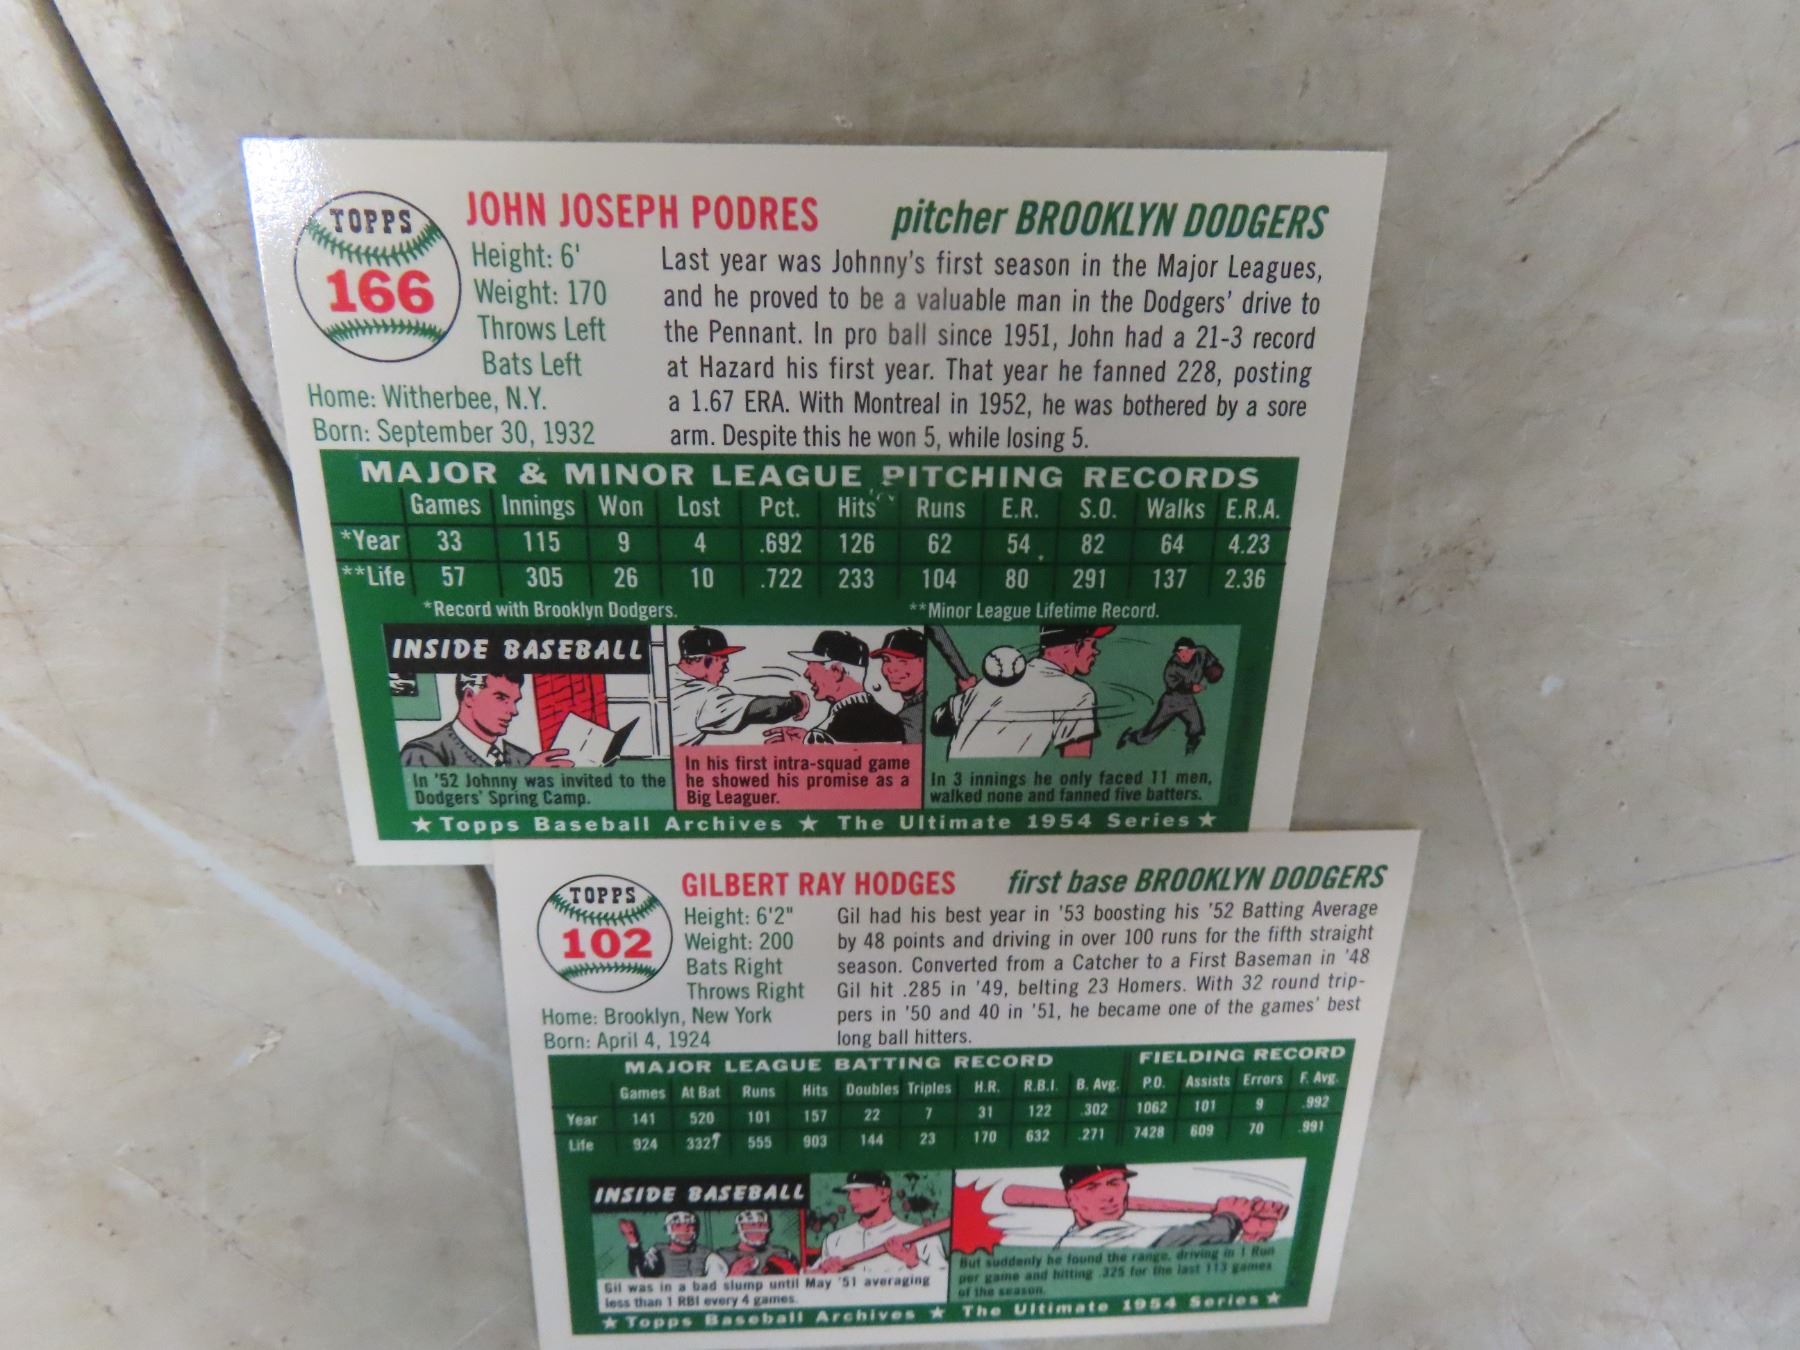 TOPPS
166
JOHN JOSEPH PODRES
pitcher BROOKLYN DODGERS
Height: 6'
Weight: 170
Throws Left
Bats Left
Home: Witherbee, N.Y.
Born: September 30, 1932
Last year was Johnny's first season in the Major Leagues,
and he proved to be a valuable man in the Dodgers' drive to
the Pennant. In pro ball since 1951, John had a 21-3 record
at Hazard his first year. That year he fanned 228, posting
a 1.67 ERA. With Montreal in 1952, he was bothered by a sore
arm. Despite this he won 5, while losing 5.
MAJOR & MINOR LEAGUE PITCHING RECORDS
Games Innings Won Lost Pct. Hits Runs E.R. S.O. Walks E.R.A.
*Year 33 115 9 4 .692 126 62 54 82 64 4.23
**Life 57 305 26 10 .722 233 104 80 291 137 2.36
*Record with Brooklyn Dodgers. **Minor League Lifetime Record.
INSIDE BASEBALL
In '52 Johnny was invited to the
Dodgers' Spring Camp.
In his first intra-squad game
he showed his promise as a
Big Leaguer.
In 3 innings he only faced 11 men,
walked none and fanned five batters.
★ Topps Baseball Archives ★ The Ultimate 1954 Series ★
TOPPS
102
GILBERT RAY HODGES
first base BROOKLYN DODGERS
Height: 6'2"
Weight: 200
Bats Right
Throws Right
Home: Brooklyn, New York
Born: April 4, 1924
Gil had his best year in '53 boosting his '52 Batting Average
by 48 points and driving in over 100 runs for the fifth straight
season. Converted from a Catcher to a First Baseman in '48
Gil hit .285 in '49, belting 23 Homers. With 32 round trip-
pers in '50 and 40 in '51, he became one of the games' best
long ball hitters.
MAJOR LEAGUE BATTING RECORD FIELDING RECORD
Games At Bat Runs Hits Doubles Triples H.R. R.B.I. B. Avg. P.O. Assists Errors F. Avg.
Year 141 520 101 157 22 7 31 122 .302 1062 101 9 .992
Life 924 3327 555 903 144 23 170 632 .271 7428 609 70 .991
INSIDE BASEBALL
Gil was in a bad slump until May '51 averaging
less than 1 RBI every 4 games.
But suddenly he found the range, driving in 1 Run
per game and hitting .325 for the last 113 games
of the season.
★ Topps Baseball Archives ★ The Ultimate 1954 Series ★